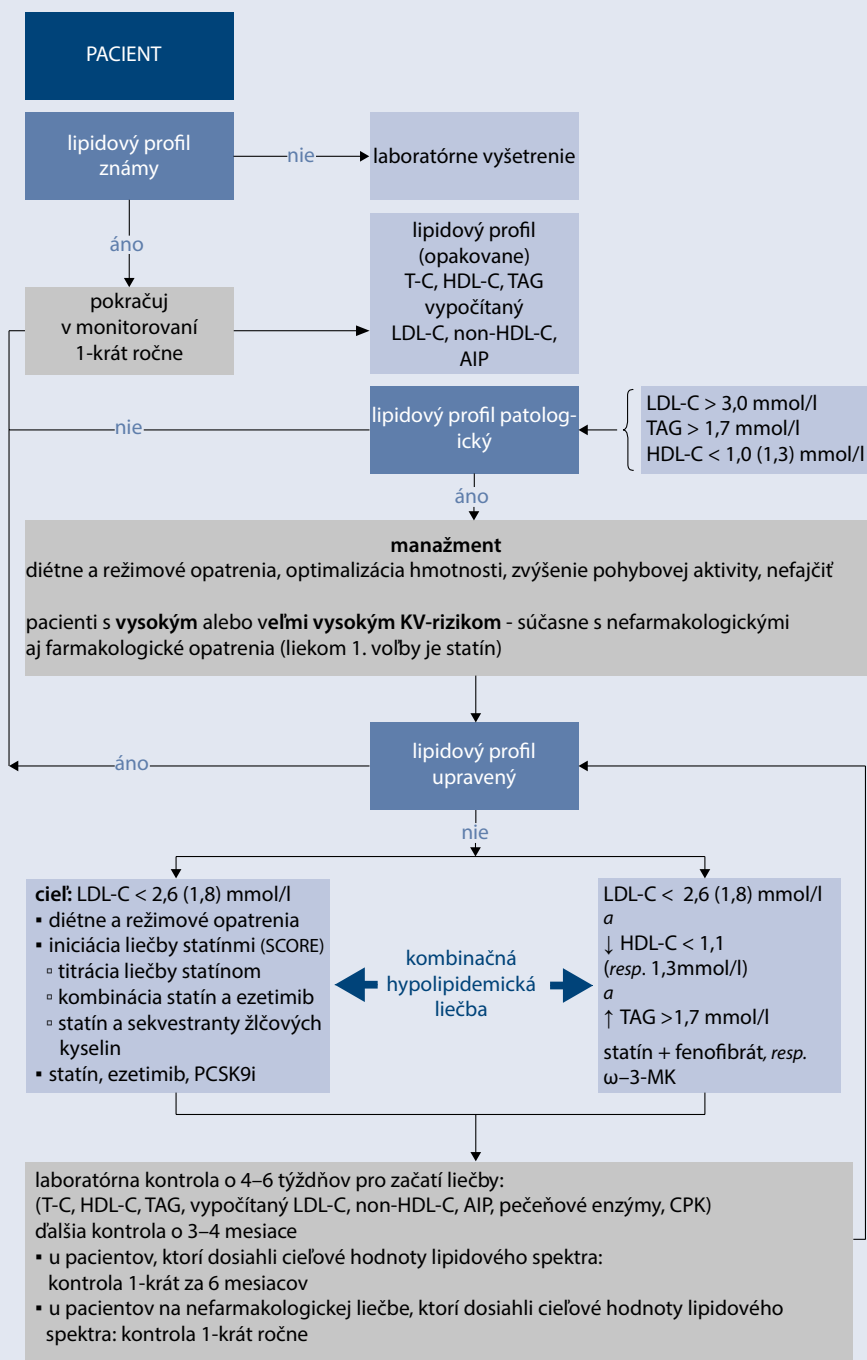 PACIENT
lipidový profil
známy
nie
laboratórne vyšetrenie
áno
lipidový profil
(opakovane)
T-C, HDL-C, TAG
vypočítaný
LDL-C, non-HDL-C,
AIP
pokračuj
v monitorovaní
1-krát ročne
lipidový profil patolog-
ický
nie
LDL-C > 3,0 mmol/l
TAG > 1,7 mmol/l
HDL-C < 1,0 (1,3) mmol/l
áno
manažment
diétne a režimové opatrenia, optimalizácia hmotnosti, zvýšenie pohybovej aktivity, nefajčiť
pacienti s vysokým alebo veľmi vysokým KV-rizikom - súčasne s nefarmakologickými
aj farmakologické opatrenia (liekom 1. voľby je statín)
lipidový profil
upravený
áno
nie
cieľ: LDL-C < 2,6 (1,8) mmol/l
▪ diétne a režimové opatrenia
▪ iniciácia liečby statínmi (SCORE)
▫ titrácia liečby statínom
▫ kombinácia statín a ezetimib
▫ statín a sekvestranty žlčových
kyselin
▪ statín, ezetimib, PCSK9i
kombinačná
hypolipidemická
liečba
LDL-C < 2,6 (1,8) mmol/l
a
↓ HDL-C < 1,1
(resp. 1,3mmol/l)
a
↑ TAG >1,7 mmol/l
statín + fenofibrát, resp.
ω–3-MK
laboratórna kontrola o 4–6 týždňov pro začatí liečby:
(T-C, HDL-C, TAG, vypočítaný LDL-C, non-HDL-C, AIP, pečeňové enzýmy, CPK)
ďalšia kontrola o 3–4 mesiace
▪ u pacientov, ktorí dosiahli cieľové hodnoty lipidového spektra:
kontrola 1-krát za 6 mesiacov
▪ u pacientov na nefarmakologickej liečbe, ktorí dosiahli cieľové hodnoty lipidového
spektra: kontrola 1-krát ročne